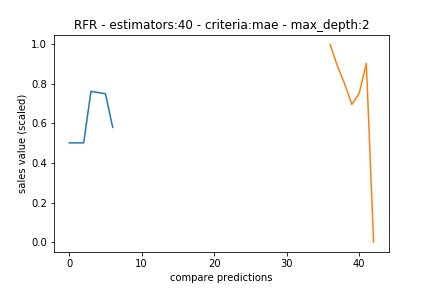 RFR - estimators:40 - criteria:mae - max_depth:2
1.0
0.8
0.6
0.4
0.2
0.0
sales value (scaled)
0 10 20 30 40
compare predictions